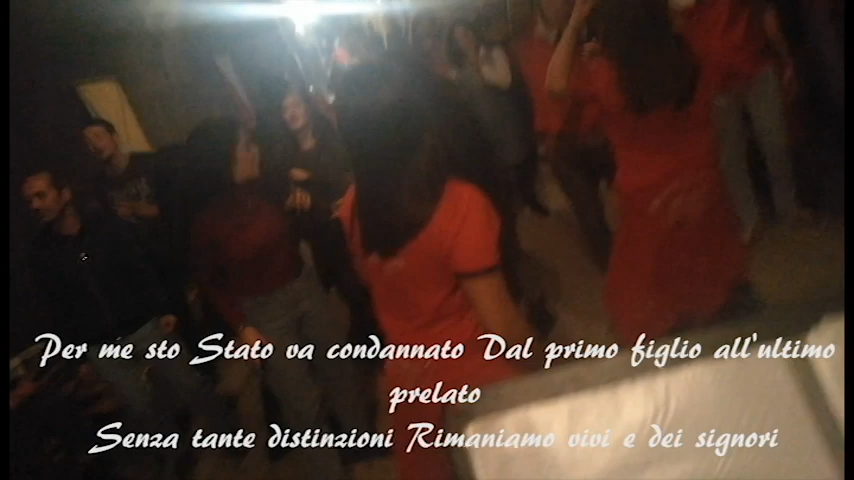 Per me sto Stato va condannato Dal primo figlio all'ultimo
prelato
Senza tante distinzioni Rimaniamo vivi e dei signori